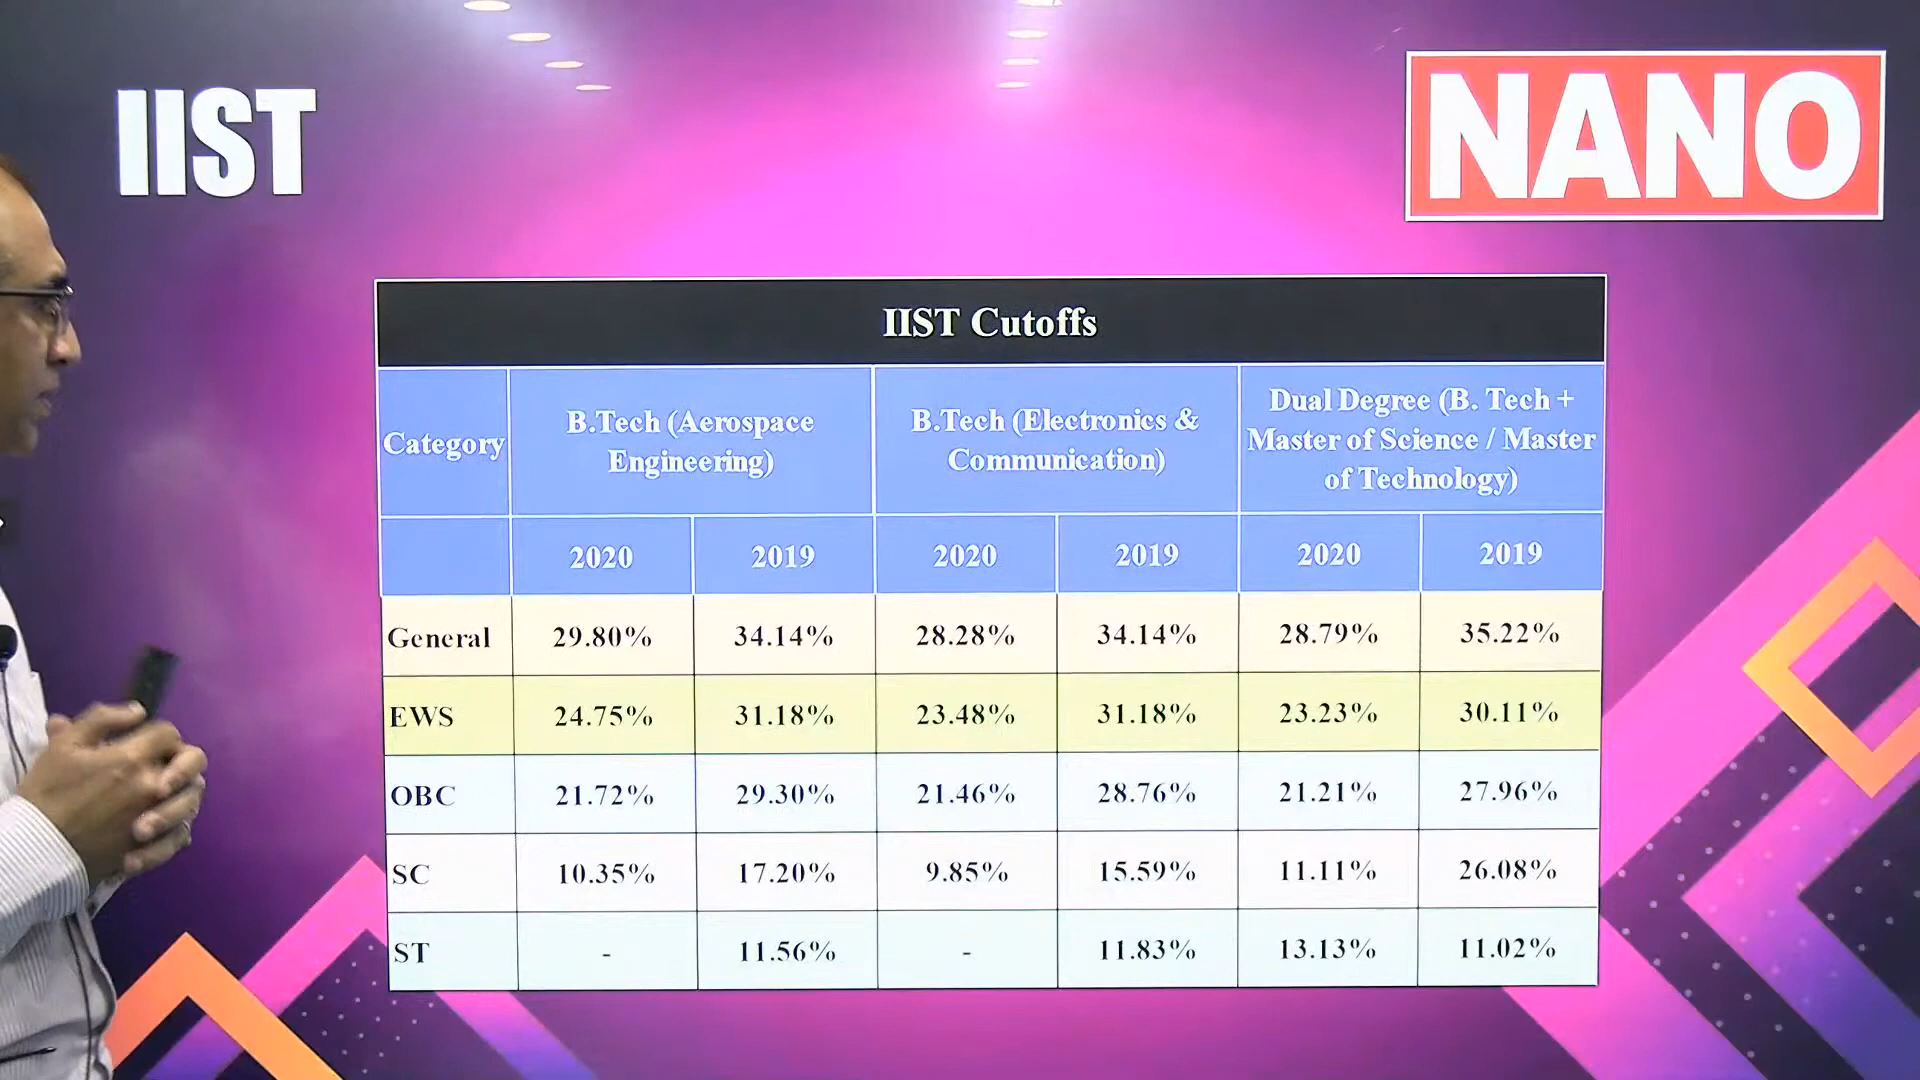 IIST
NANO
IIST Cutoffs
Category
B.Tech (Aerospace
Engineering)
B.Tech (Electronics &
Communication)
Dual Degree (B. Tech +
Master of Science / Master
of Technology)
2020 2019 2020 2019 2020 2019
General 29.80% 34.14% 28.28% 34.14% 28.79% 35.22%
EWS 24.75% 31.18% 23.48% 31.18% 23.23% 30.11%
OBC 21.72% 29.30% 21.46% 28.76% 21.21% 27.96%
SC 10.35% 17.20% 9.85% 15.59% 11.11% 26.08%
ST - 11.56% - 11.83% 13.13% 11.02%